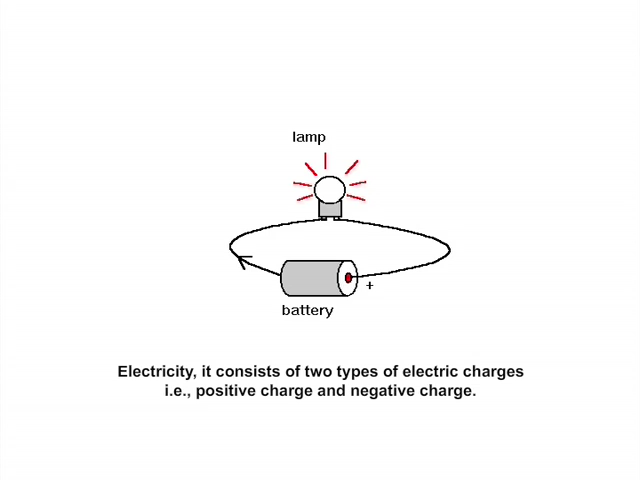 lamp
+
battery
Electricity, it consists of two types of electric charges
i.e., positive charge and negative charge.